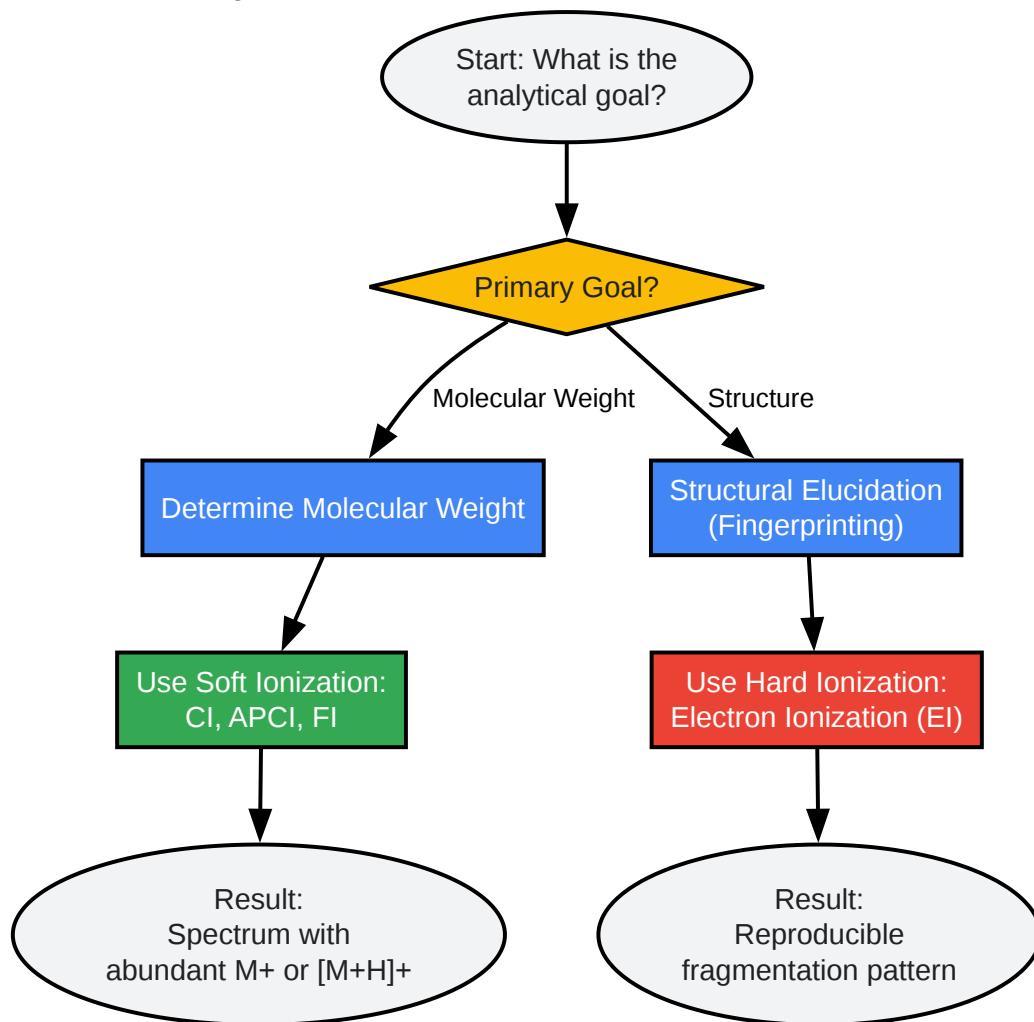 Start: What is the
analytical goal?
Primary Goal?
Molecular Weight
Structure
Determine Molecular Weight
Structural Elucidation
(Fingerprinting)
Use Soft Ionization:
CI, APCI, FI
Use Hard Ionization:
Electron Ionization (EI)
Result:
Spectrum with
abundant M+ or [M+H]+
Result:
Reproducible
fragmentation pattern